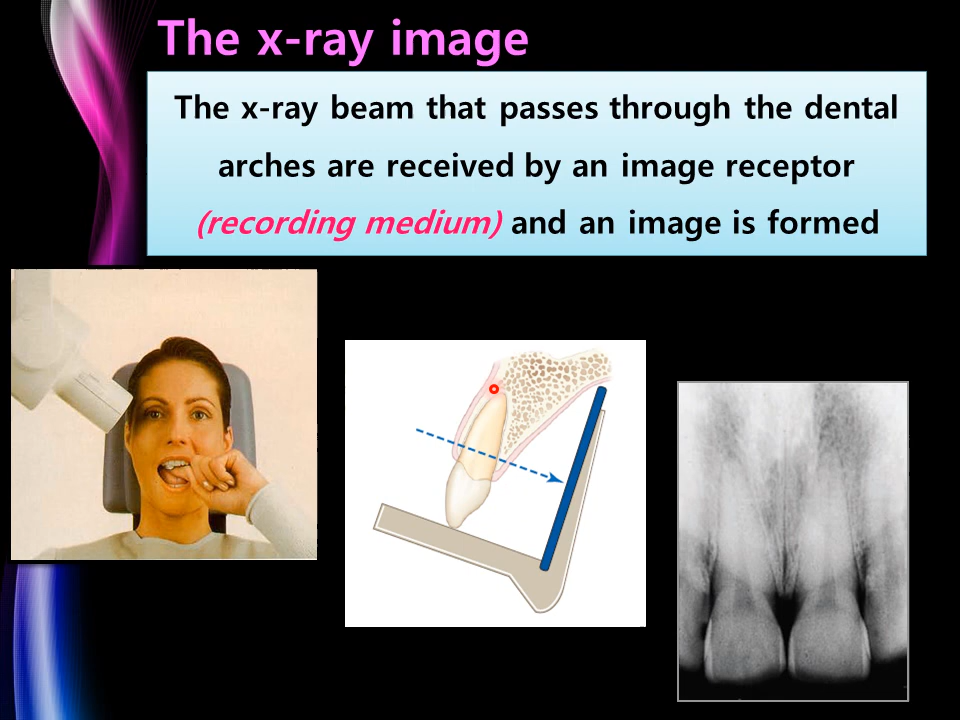 The x-ray image
The x-ray beam that passes through the dental
arches are received by an image receptor
(recording medium) and an image is formed